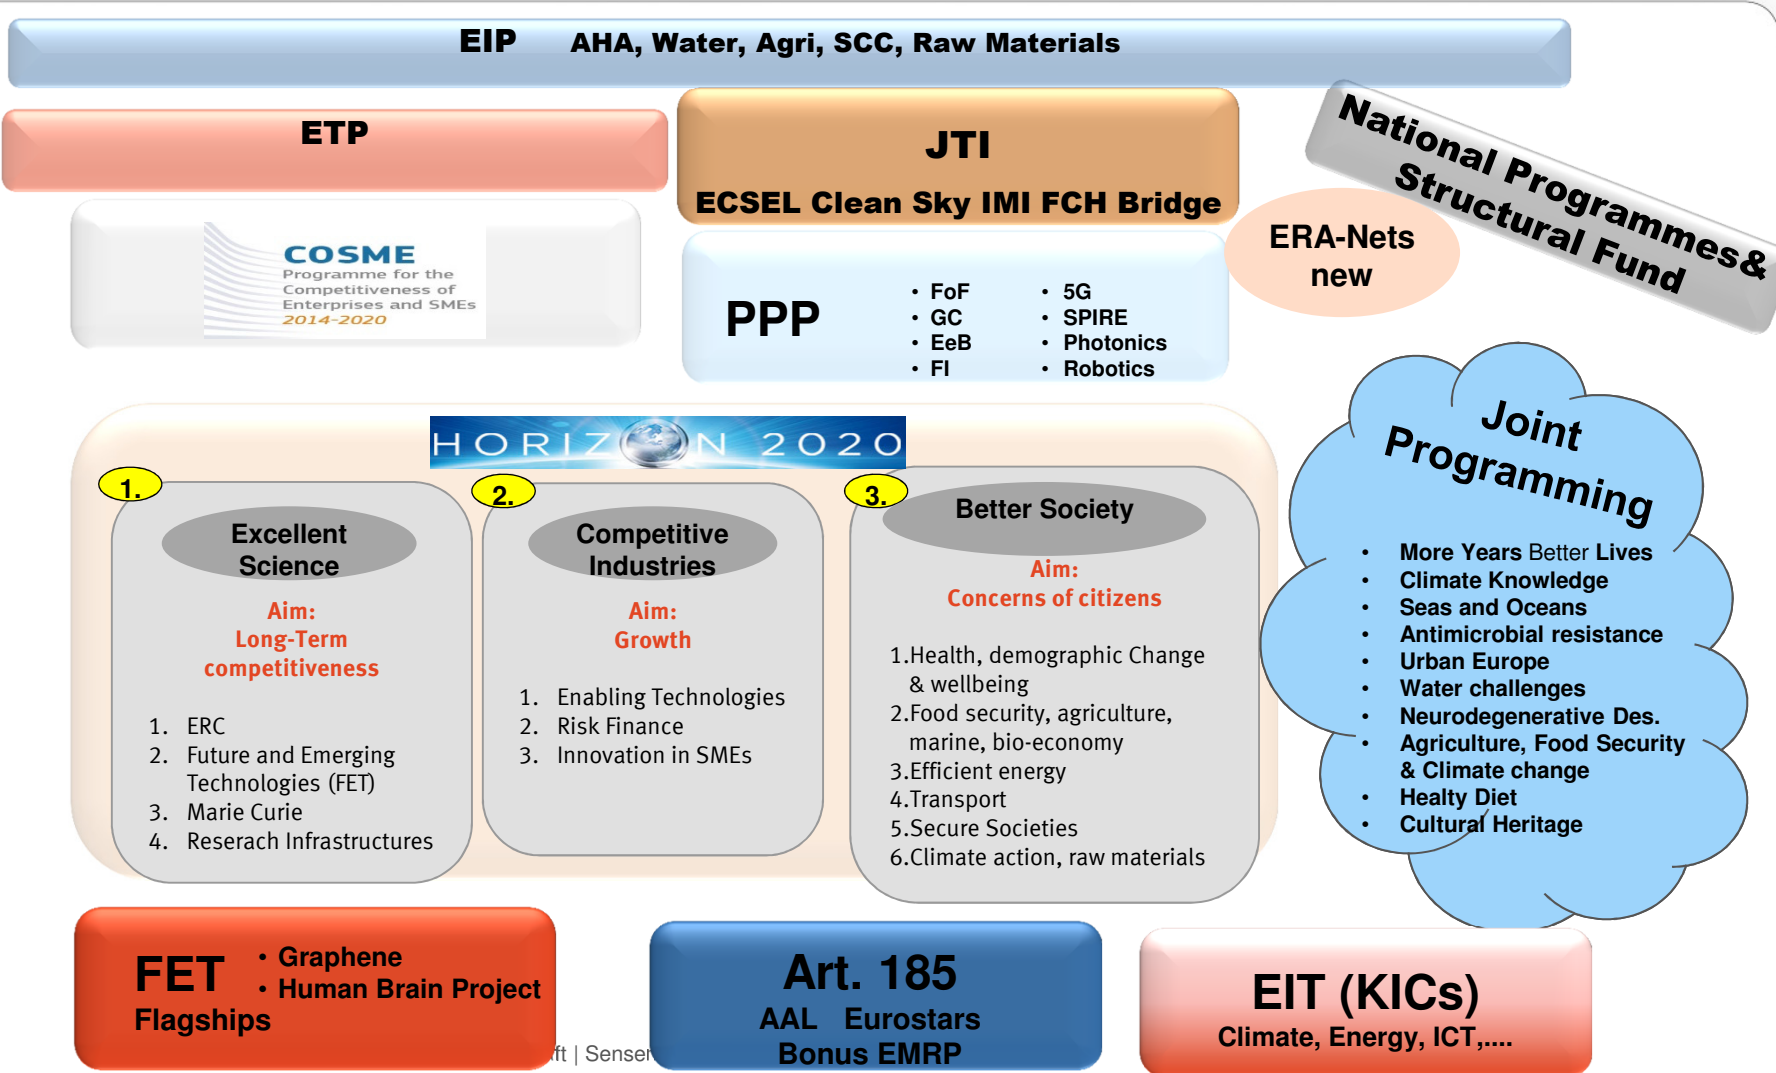 EIP AHA, Water, Agri, SCC, Raw Materials
ETP
JTI
ECSEL Clean Sky IMI FCH Bridge
National Programmes&
Structural Fund
ERA-Nets
new
COSME
Programme for the
Competitiveness of
Enterprises and SMEs
2014-2020
PPP
• FoF
• GC
• EeB
• FI
• 5G
• SPIRE
• Photonics
• Robotics
HORIZON 2020
1.
Excellent
Science
Aim:
Long-Term
competitiveness
1. ERC
2. Future and Emerging
Technologies (FET)
3. Marie Curie
4. Reserach Infrastructures
2.
Competitive
Industries
Aim:
Growth
1. Enabling Technologies
2. Risk Finance
3. Innovation in SMEs
3.
Better Society
Aim:
Concerns of citizens
1.Health, demographic Change
& wellbeing
2.Food security, agriculture,
marine, bio-economy
3.Efficient energy
4.Transport
5.Secure Societies
6.Climate action, raw materials
Joint
Programming
• More Years Better Lives
• Climate Knowledge
• Seas and Oceans
• Antimicrobial resistance
• Urban Europe
• Water challenges
• Neurodegenerative Des.
• Agriculture, Food Security
& Climate change
• Healty Diet
• Cultural Heritage
FET
Flagships
• Graphene
• Human Brain Project
Art. 185
AAL Eurostars
Bonus EMRP
EIT (KICs)
Climate, Energy, ICT,....